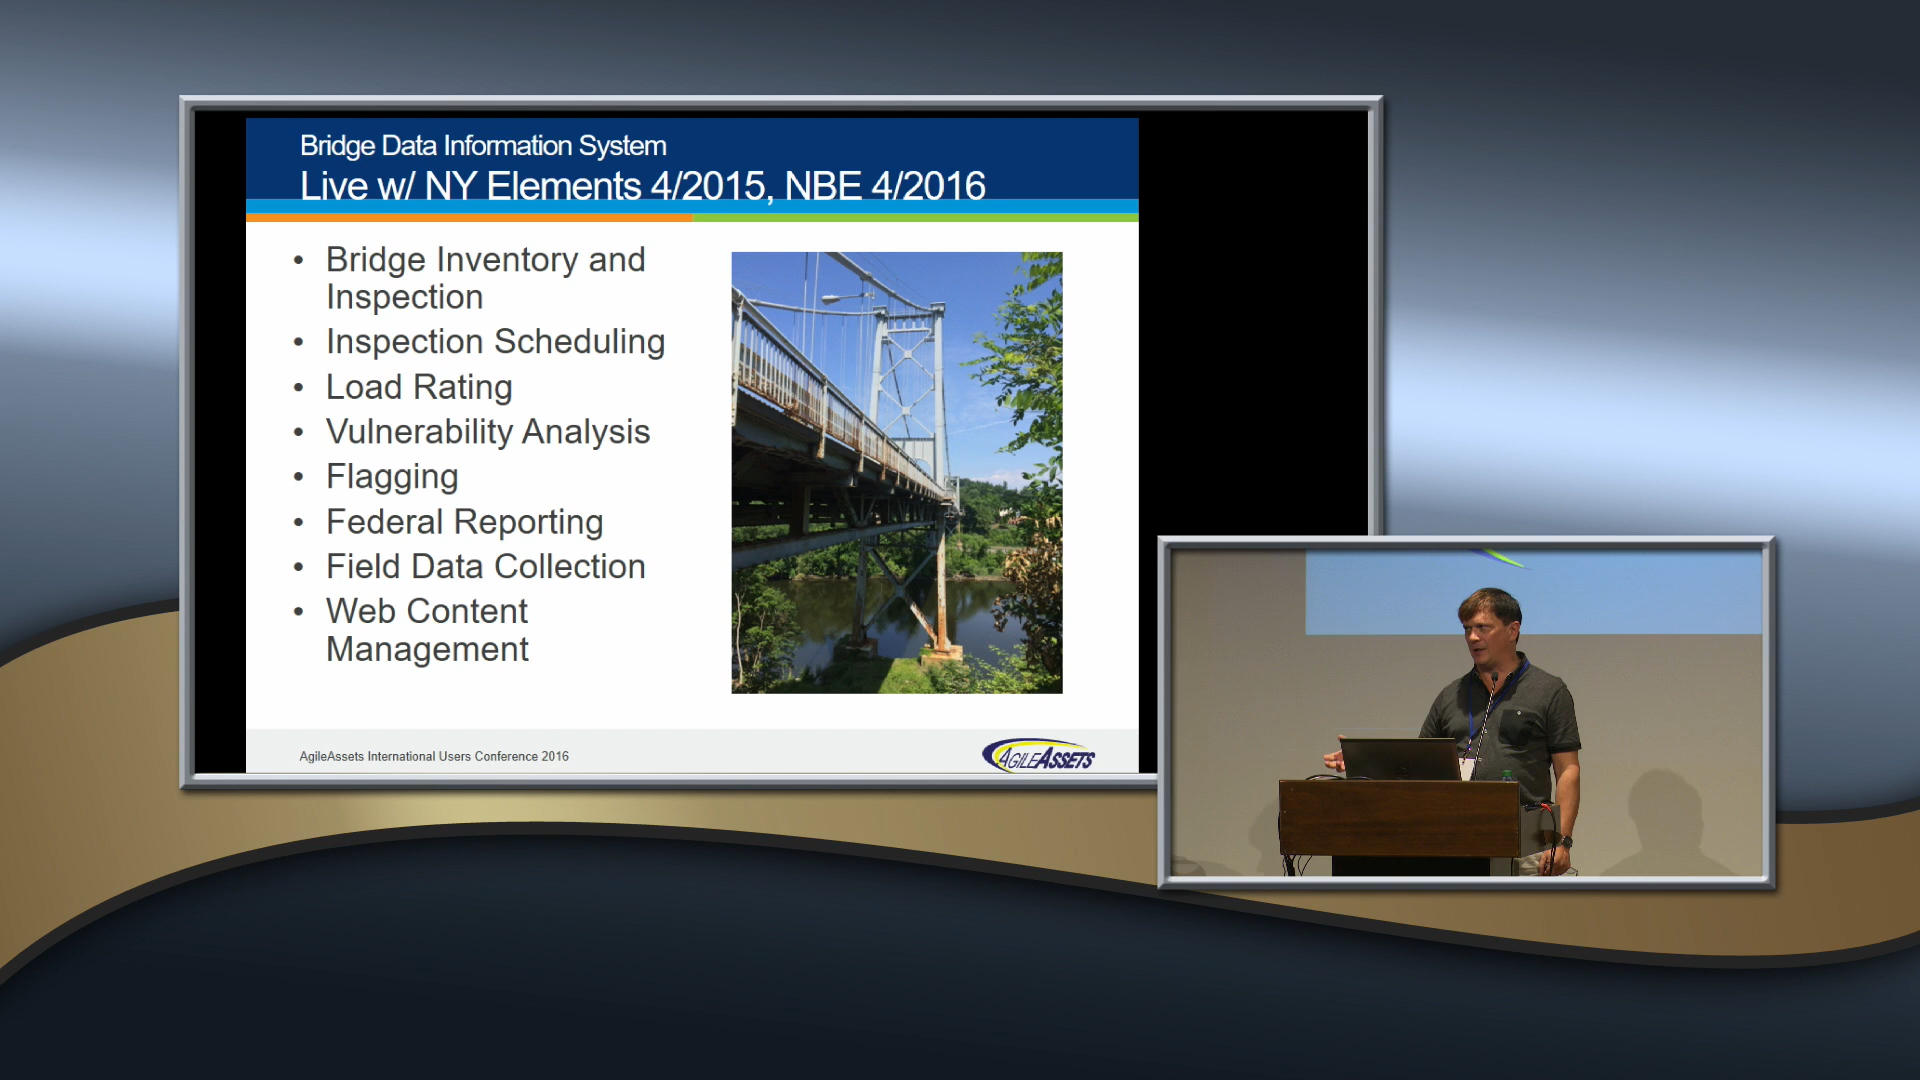 Bridge Data Information System
Live w/ NY Elements 4/2015, NBE 4/2016
• Bridge Inventory and
Inspection
• Inspection Scheduling
• Load Rating
• Vulnerability Analysis
• Flagging
• Federal Reporting
• Field Data Collection
• Web Content
Management
AgileAssets International Users Conference 2016
AGILEASSETS